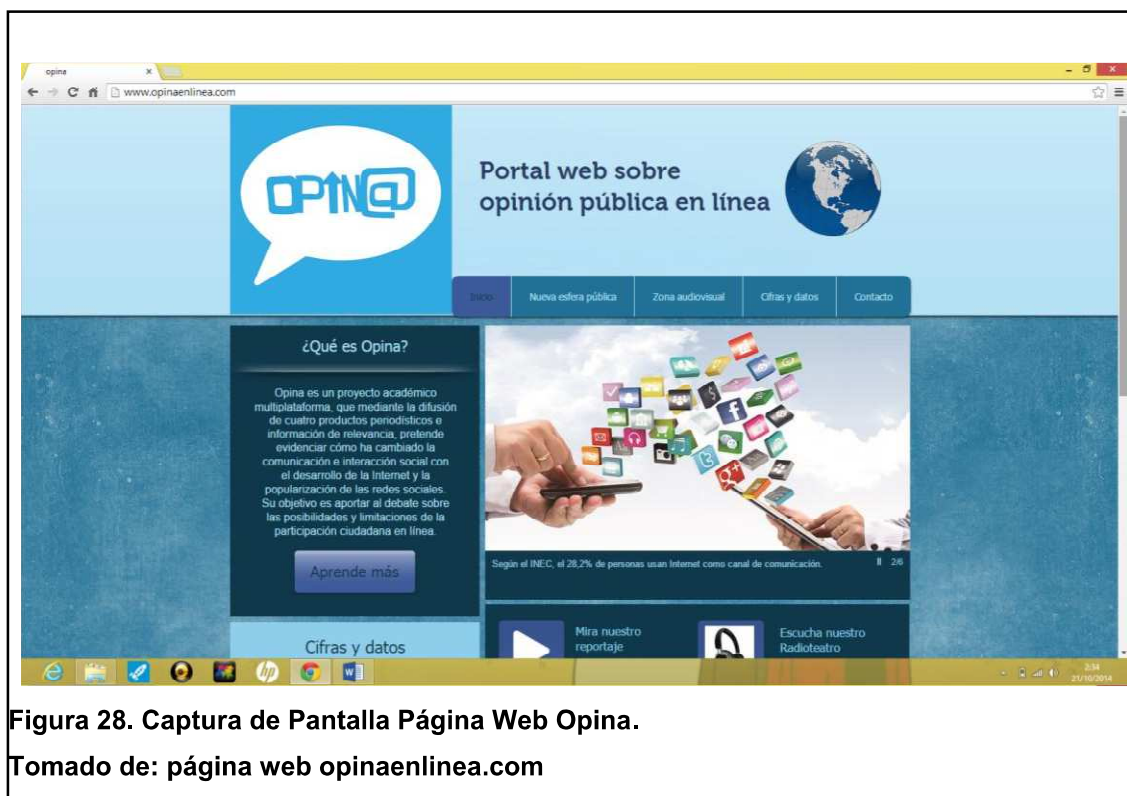 opina
www.opinaenlinea.com
OPIN@
Portal web sobre
opinión pública en línea
Inicio
Nueva esfera pública
Zona audiovisual
Cifras y datos
Contacto
¿Qué es Opina?
Opina es un proyecto académico
multiplataforma, que mediante la difusión
de cuatro productos periodísticos e
información de relevancia, pretende
evidenciar cómo ha cambiado la
comunicación e interacción social con
el desarrollo de la Internet y la
popularización de las redes sociales.
Su objetivo es aportar al debate sobre
las posibilidades y limitaciones de la
participación ciudadana en línea.
Aprende más
Según el INEC, el 28,2% de personas usan Internet como canal de comunicación.
2/6
Cifras y datos
Mira nuestro
reportaje
Escucha nuestro
Radioteatro
hp
2:34
21/10/2014
Figura 28. Captura de Pantalla Página Web Opina.
Tomado de: página web opinaenlinea.com